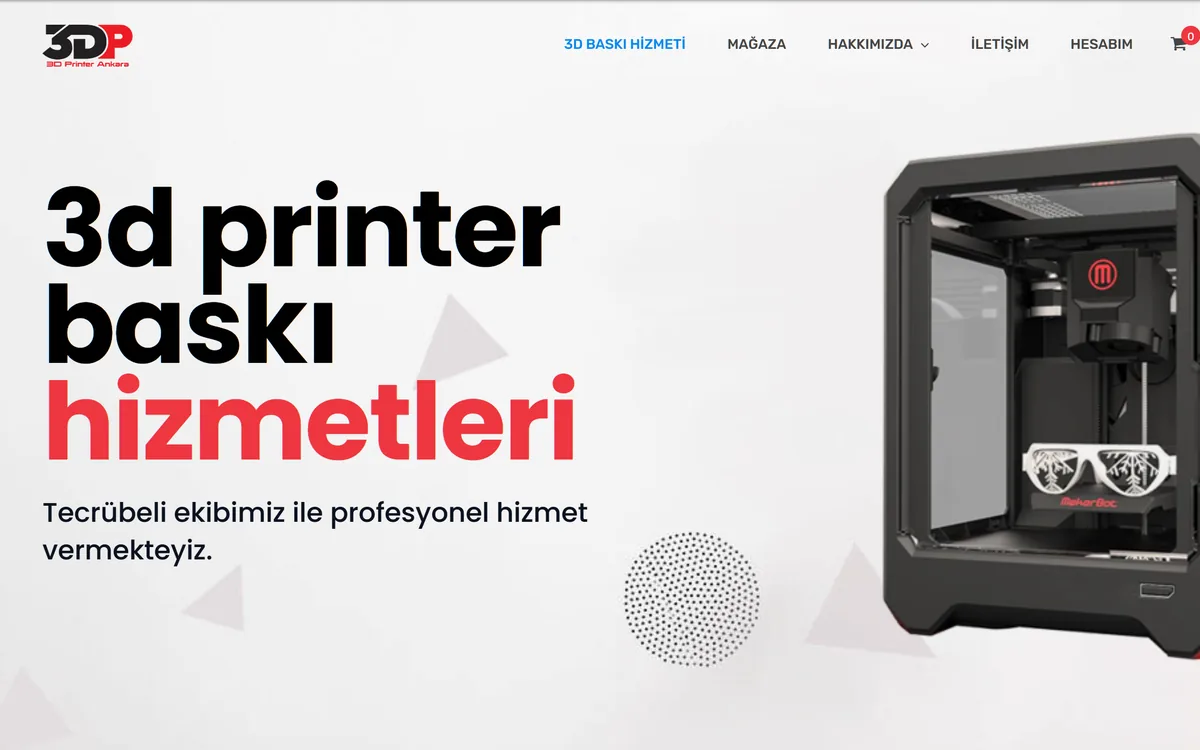 3DP
3D Printer Ankara
3D BASKI HİZMETİ
MAĞAZA
HAKKIMIZDA
İLETİŞİM
HESABIM
0
3d printer
baskı
hizmetleri
Tecrübeli ekibimiz ile profesyonel hizmet
vermekteyiz.
MakerBot